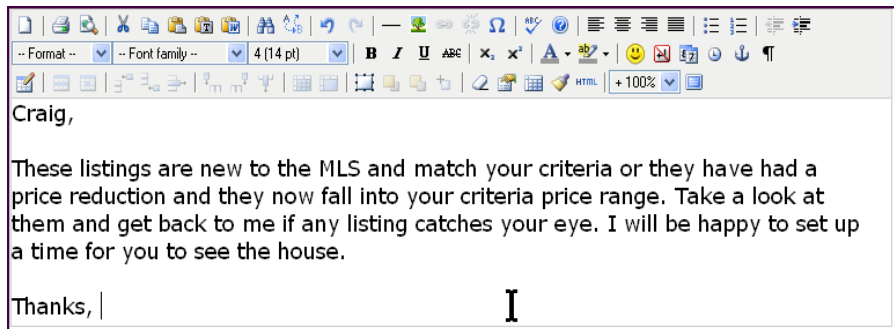 -- Format -- -- Font family -- 4 (14 pt) B I U ABC X₂ X² A ab
HTML +100%
Craig,
These listings are new to the MLS and match your criteria or they have had a
price reduction and they now fall into your criteria price range. Take a look at
them and get back to me if any listing catches your eye. I will be happy to set up
a time for you to see the house.
Thanks,